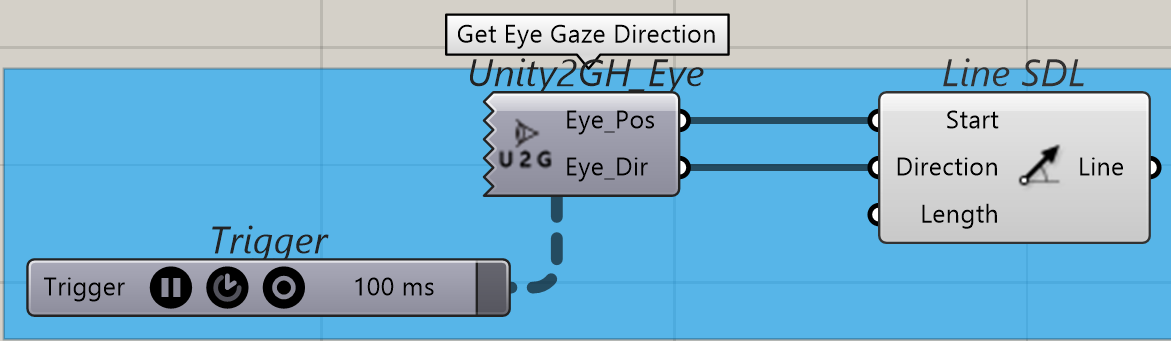 Get Eye Gaze Direction
Unity2GH_Eye
Line SDL
Eye_Pos
Eye_Dir
U2G
Start
Direction
Length
Line
Trigger
Trigger
100 ms